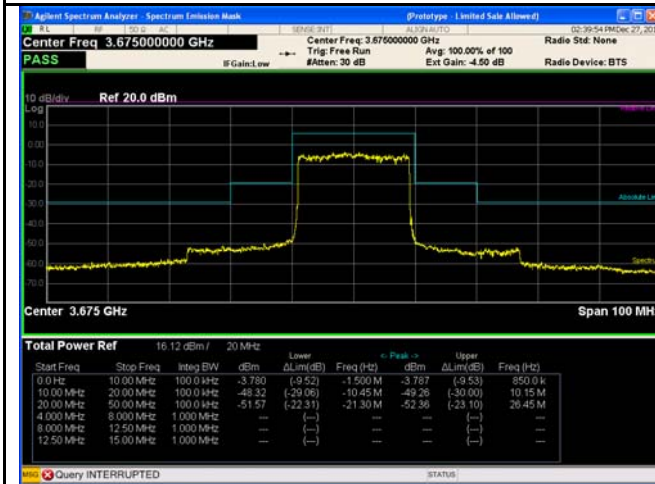 Agilent Spectrum Analyzer - Spectrum Emission Mask (Prototype - Limited Sale Allowed)
RL RF 50 Ω AC SENSE:INT ALIGN AUTO 02:39:54 PM Dec 27, 201
Center Freq 3.675000000 GHz Center Freq: 3.675000000 GHz Radio Std: None
Trig: Free Run Avg: 100.00% of 100
PASS IFGain:Low #Atten: 30 dB Ext Gain: -4.50 dB Radio Device: BTS
10 dB/div Ref 20.0 dBm
Log
10.0
0.00
-10.0
-20.0
Absolute Lim
-30.0
-40.0
-50.0
-60.0
Spectru
-70.0
Center 3.675 GHz Span 100 MH
Total Power Ref 16.12 dBm / 20 MHz
Lower <- Peak -> Upper
Start Freq Stop Freq Integ BW dBm ΔLim(dB) Freq (Hz) dBm ΔLim(dB) Freq (Hz)
0.0 Hz 10.00 MHz 100.0 kHz -3.780 (-9.52) -1.500 M -3.787 (-9.53) 850.0 k
10.00 MHz 20.00 MHz 100.0 kHz -48.32 (-29.06) -10.45 M -49.26 (-30.00) 10.15 M
20.00 MHz 50.00 MHz 100.0 kHz -51.57 (-22.31) -21.30 M -52.36 (-23.10) 26.45 M
4.000 MHz 8.000 MHz 1.000 MHz --- (---) --- (---)
8.000 MHz 12.50 MHz 1.000 MHz --- (---) --- (---)
12.50 MHz 15.00 MHz 1.000 MHz --- (---) --- (---)
MSG Query INTERRUPTED STATUS